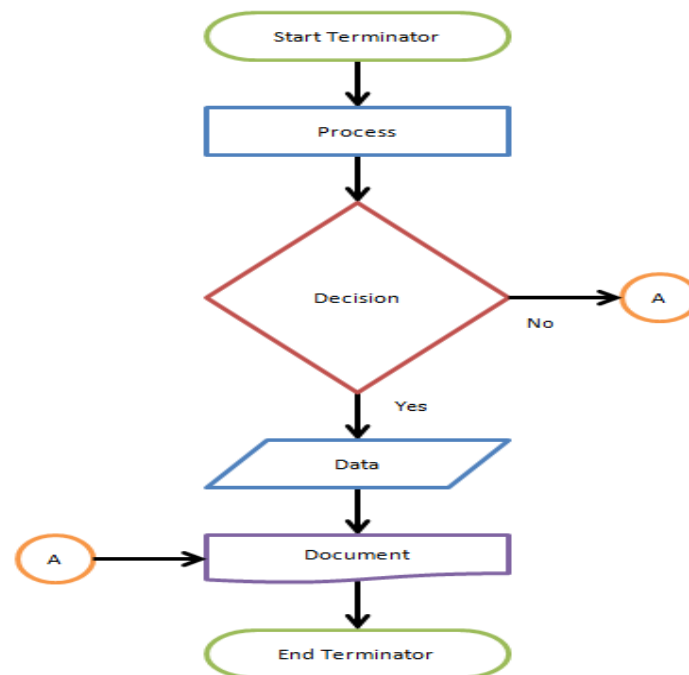 Start Terminator
Process
Decision
A
No
Yes
Data
A
Document
End Terminator